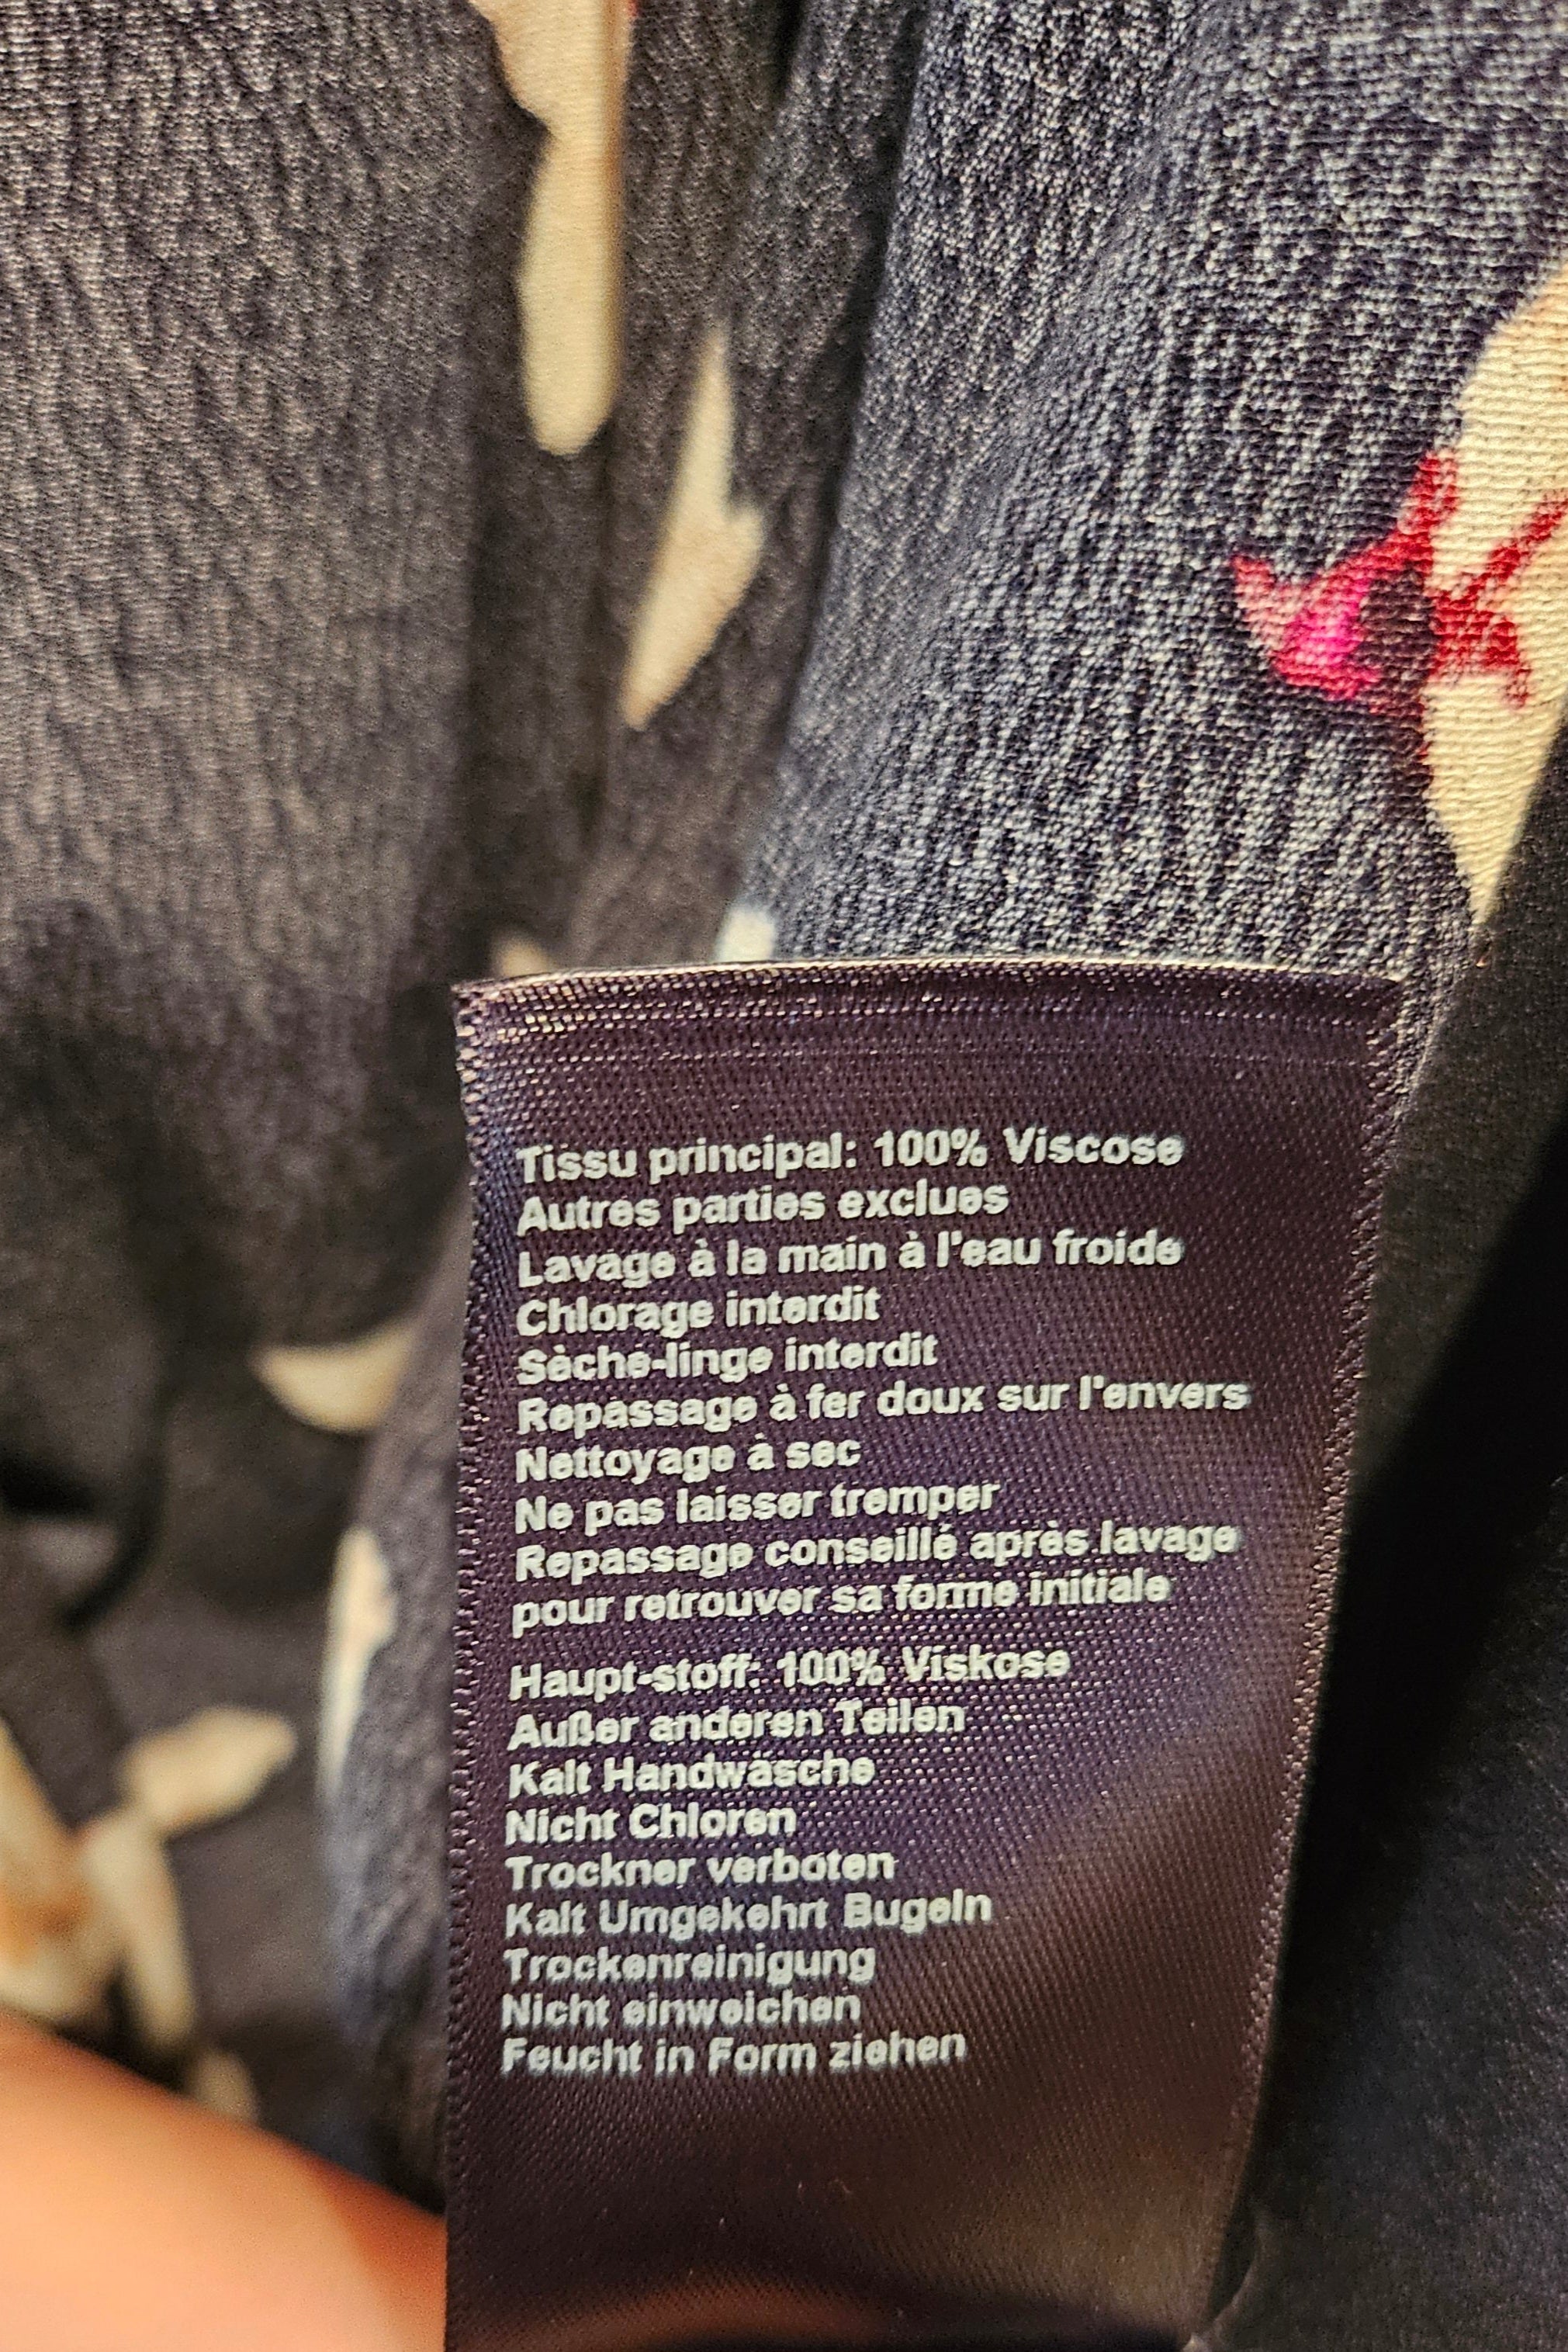 Tissu principal: 100% Viscose
Autres parties exclues
Lavage à la main à l'eau froide
Chlorage interdit
Sèche-linge interdit
Repassage à fer doux sur l'envers
Nettoyage à sec
Ne pas laisser tremper
Repassage conseillé après lavage
pour retrouver sa forme initiale
Haupt-stoff: 100% Viskose
Außer anderen Teilen
Kalt Handwäsche
Nicht Chloren
Trockner verboten
Kalt Umgekehrt Bugeln
Trockenreinigung
Nicht einweichen
Feucht in Form ziehen